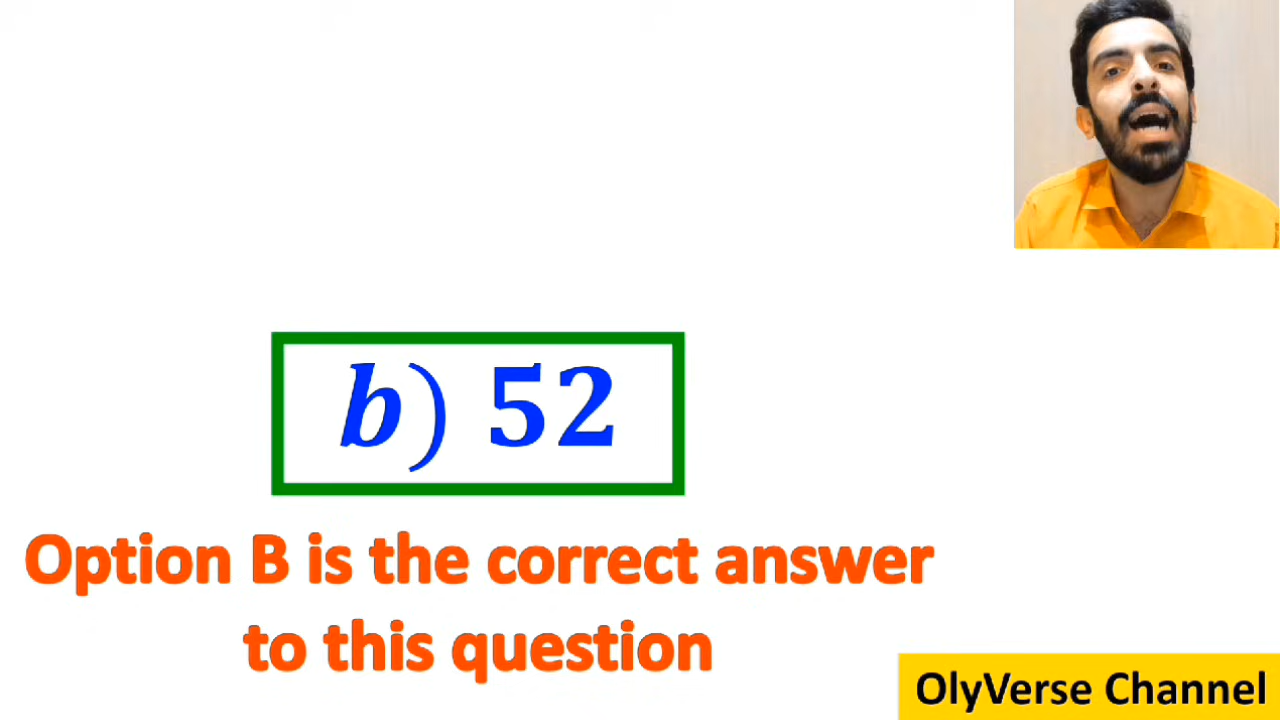 b) 52
Option B is the correct answer
to this question
OlyVerse Channel